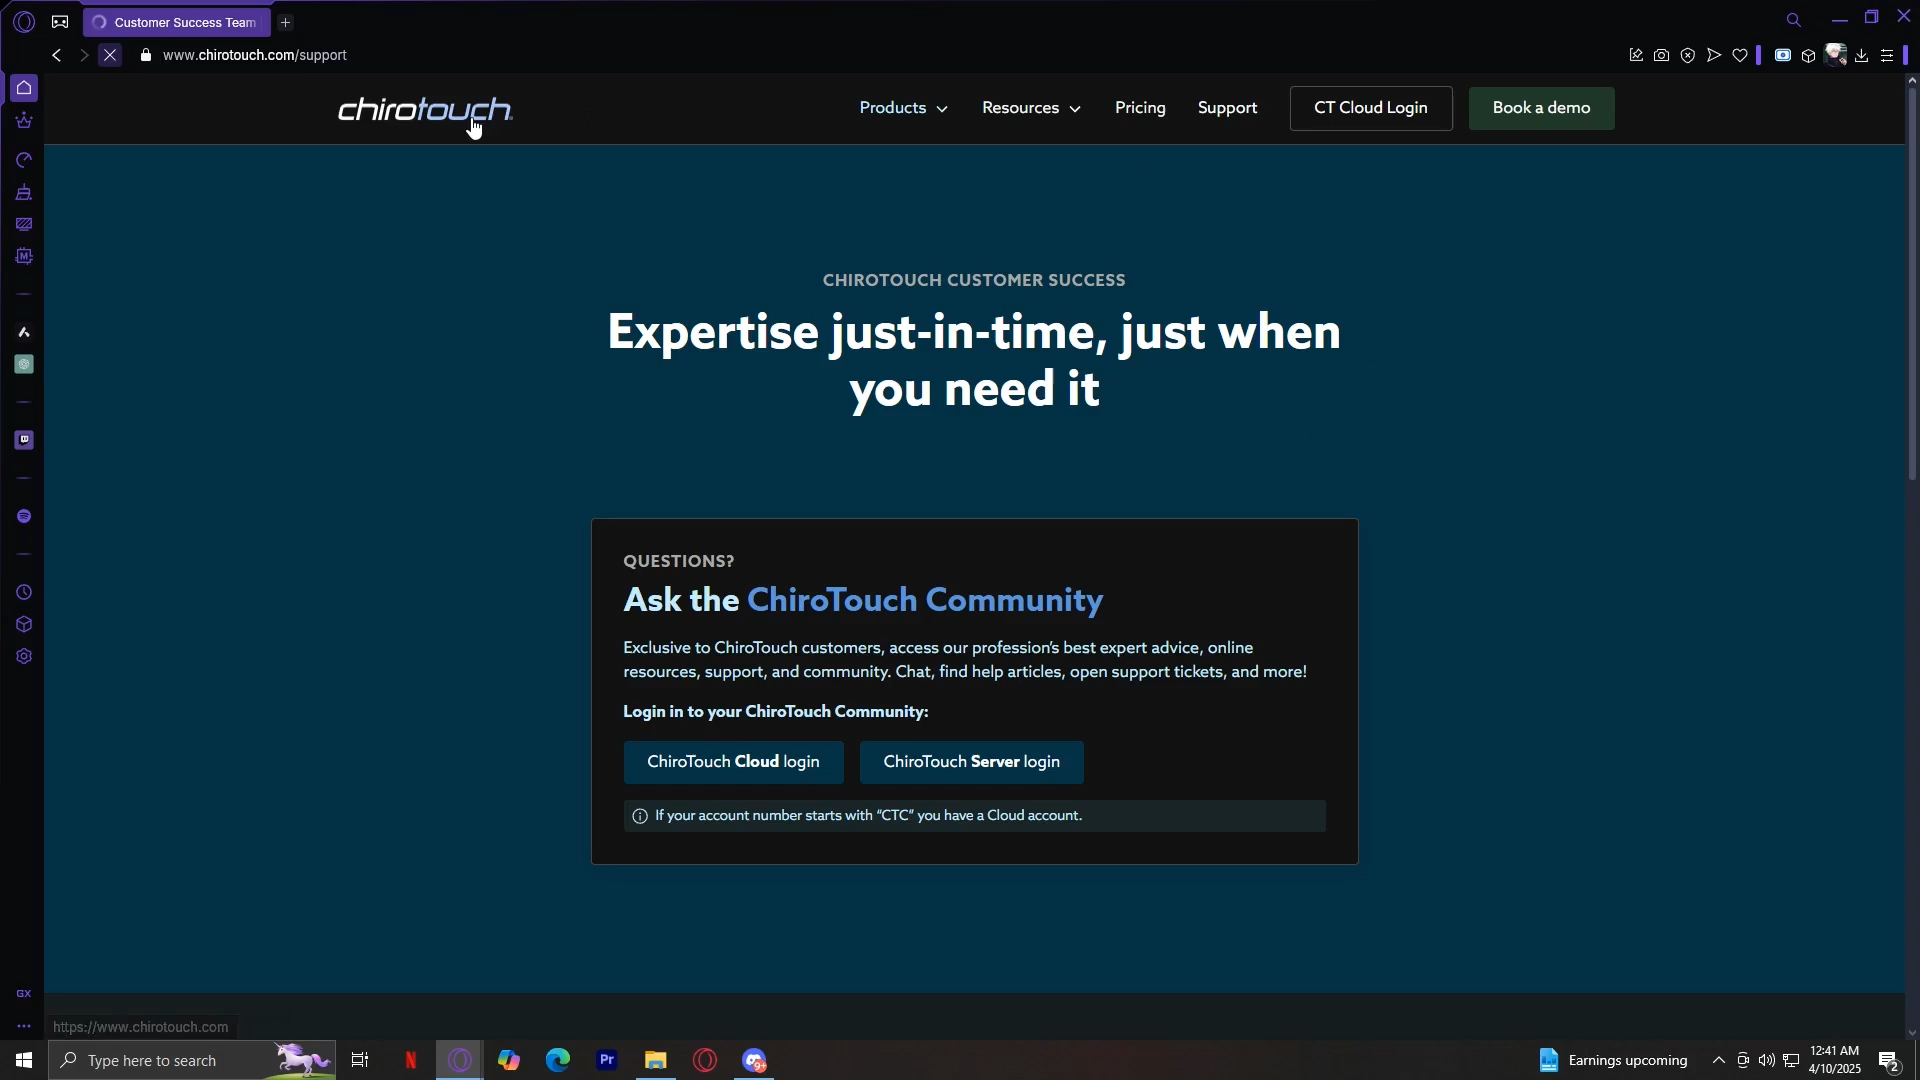 Customer Success Team
www.chirotouch.com/support
chirotouch.
Products
Resources
Pricing
Support
CT Cloud Login
Book a demo
CHIROTOUCH CUSTOMER SUCCESS
Expertise just-in-time, just when
you need it
QUESTIONS?
Ask the ChiroTouch Community
Exclusive to ChiroTouch customers, access our profession's best expert advice, online
resources, support, and community. Chat, find help articles, open support tickets, and more!
Login in to your ChiroTouch Community:
ChiroTouch Cloud login
ChiroTouch Server login
If your account number starts with "CTC" you have a Cloud account.
M
GX
https://www.chirotouch.com
Type here to search
N
Pr
9+
Earnings upcoming
12:41 AM
4/10/2025
2